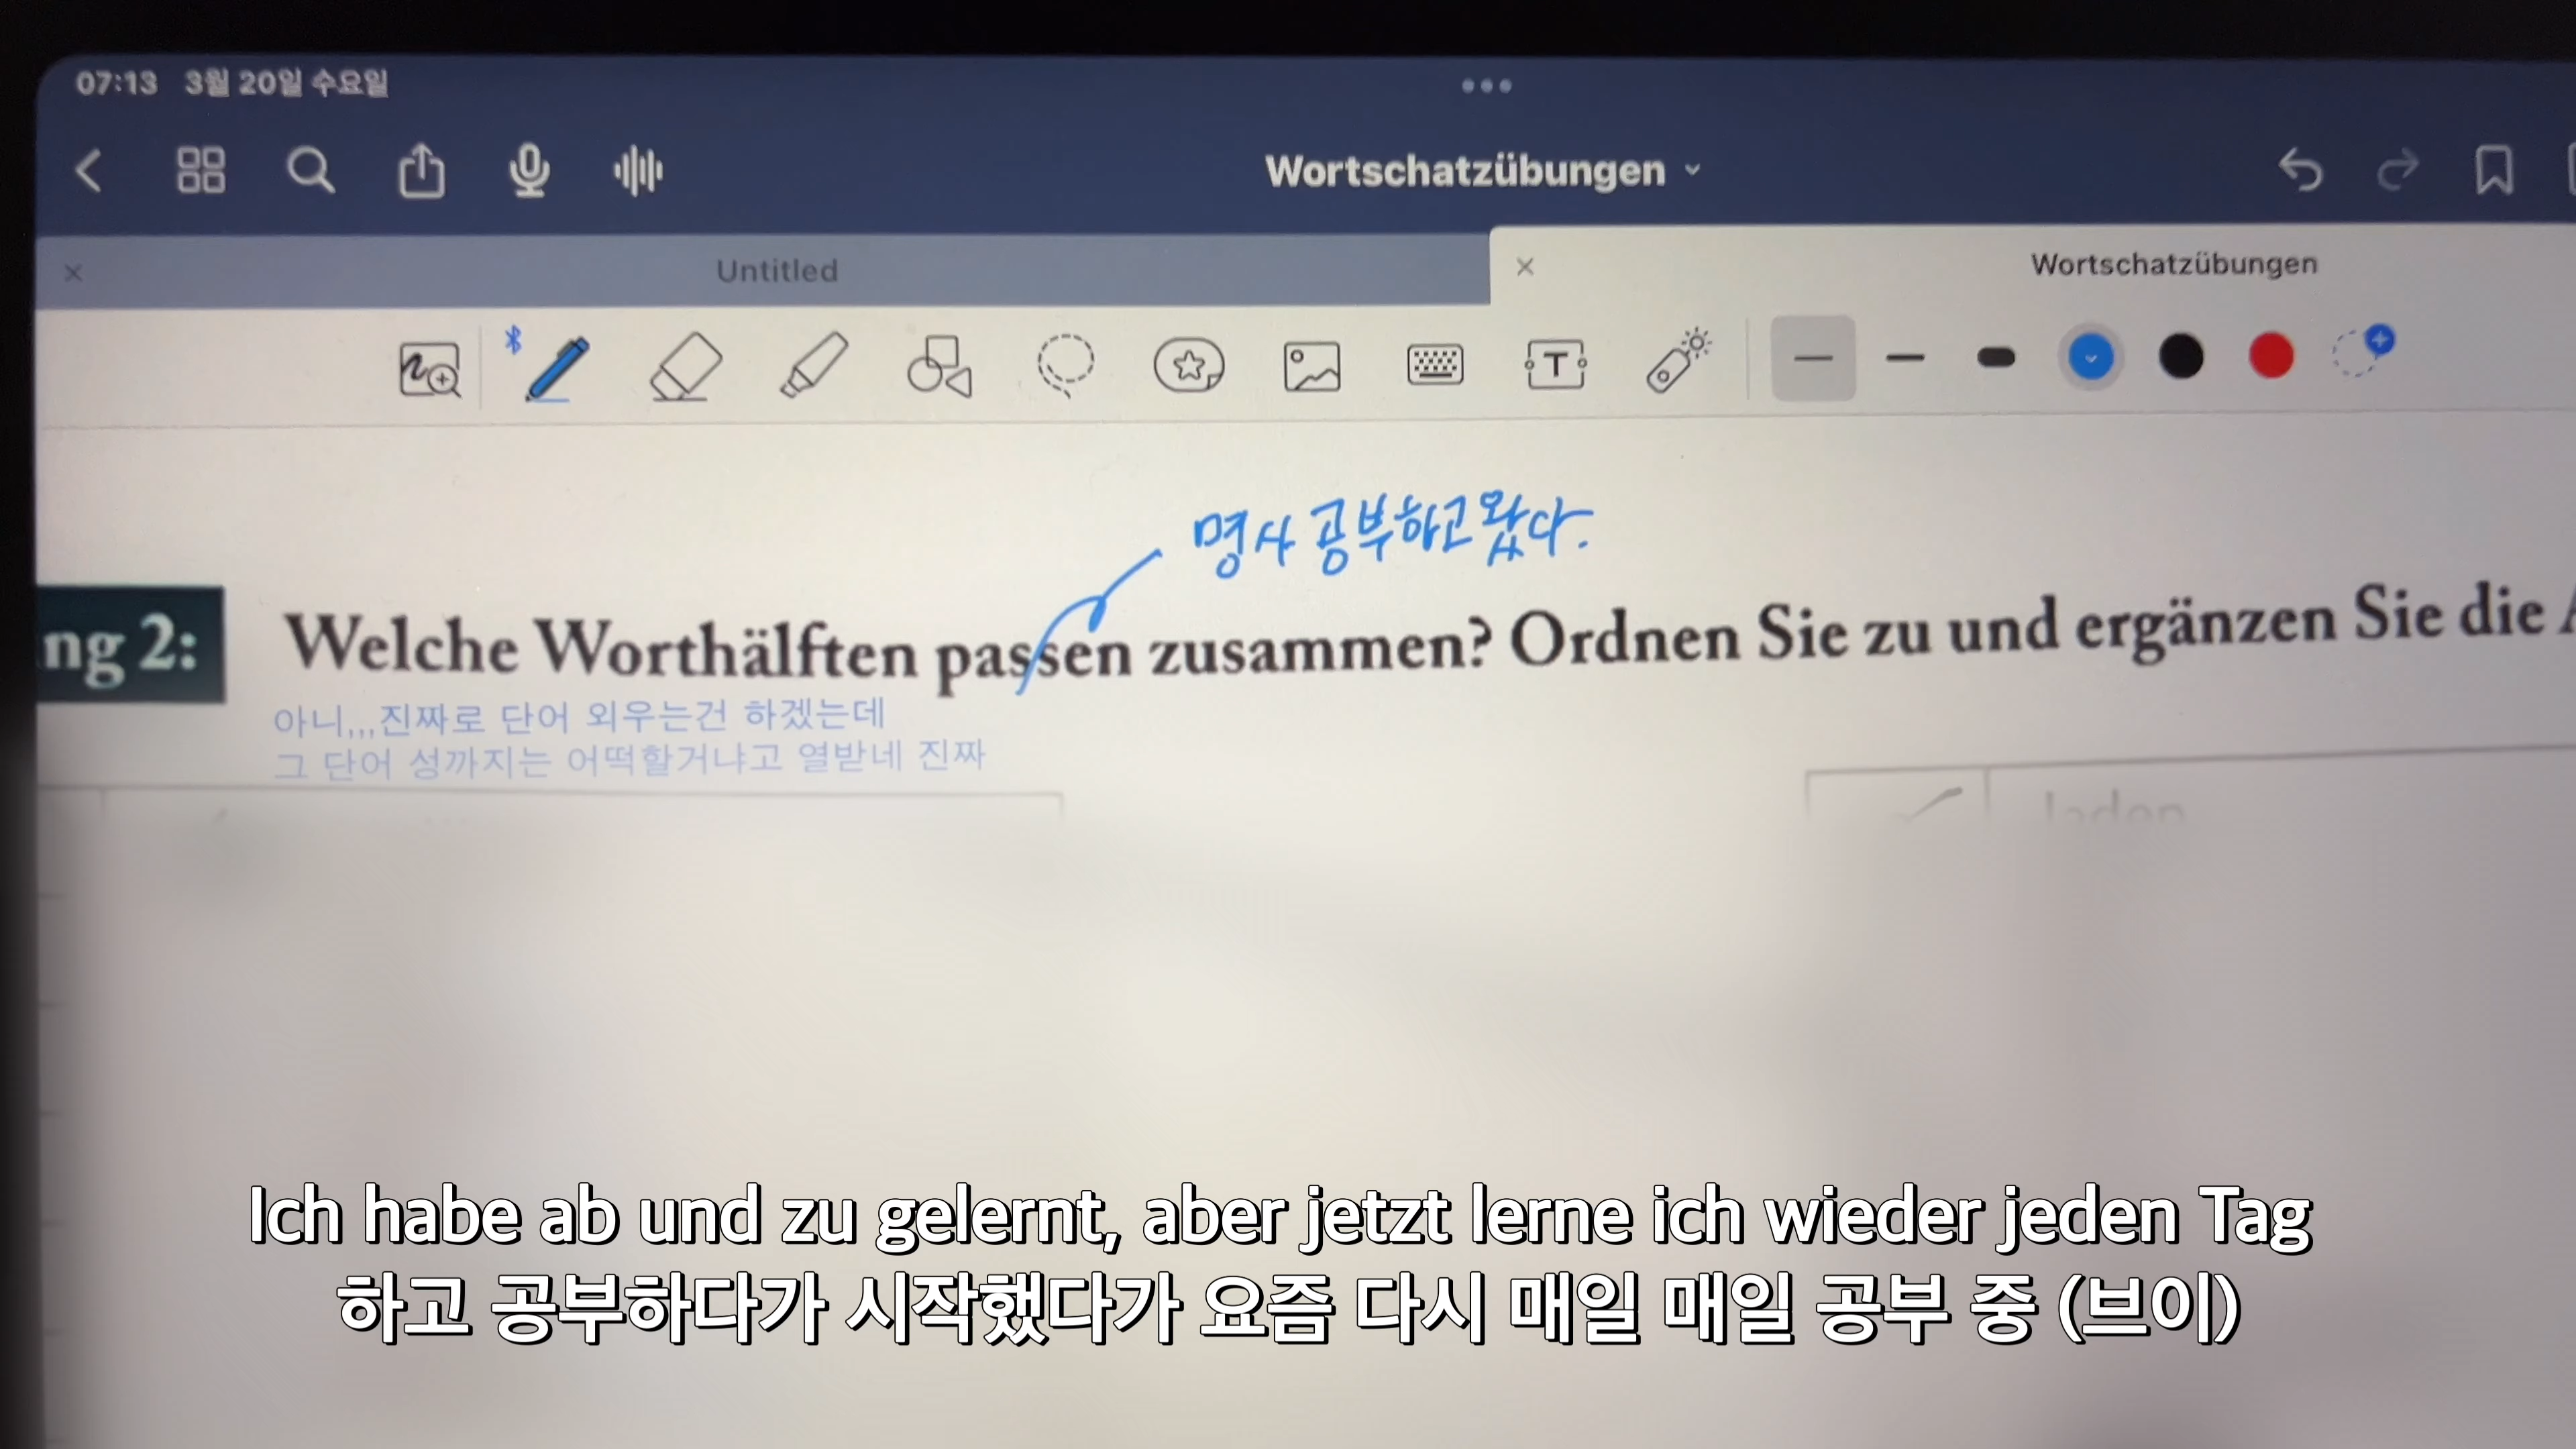 07:13 3월 20일 수요일
Wortschatzübungen
Untitled
Wortschatzübungen
명사 공부하고 왔다.
ng 2: Welche Worthälften passen zusammen? Ordnen Sie zu und ergänzen Sie die A
아니,,,진짜로 단어 외우는건 하겠는데
그 단어 성까지는 어떡할거냐고 열받네 진짜
laden
Ich habe ab und zu gelernt, aber jetzt lerne ich wieder jeden Tag
하고 공부하다가 시작했다가 요즘 다시 매일 매일 공부 중 (브이)